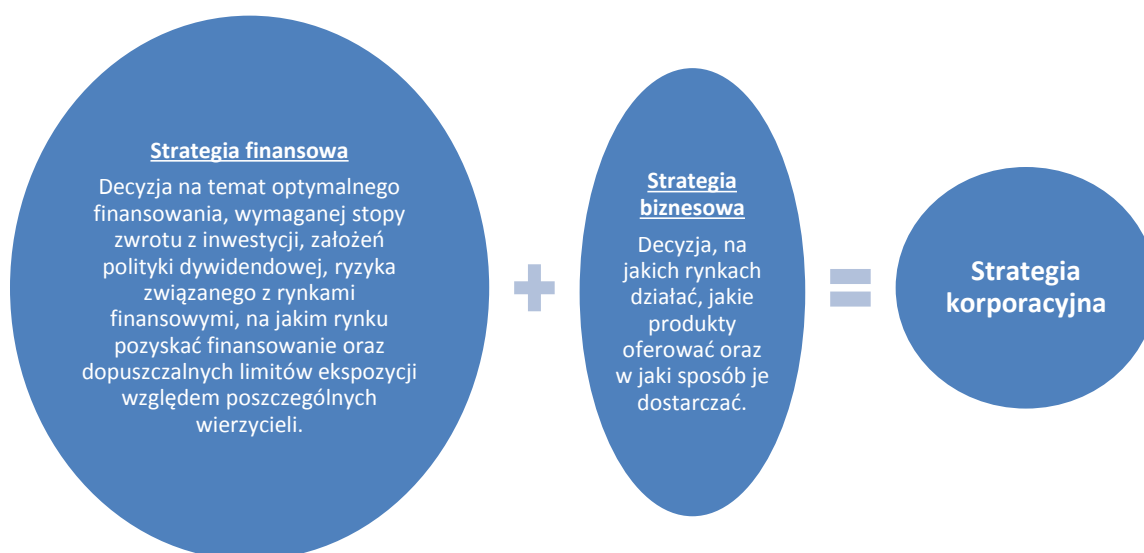 Strategia finansowa
Decyzja na temat optymalnego
finansowania, wymaganej stopy
zwrotu z inwestycji, założeń
polityki dywidendowej, ryzyka
związanego z rynkami
finansowymi, na jakim rynku
pozyskać finansowanie oraz
dopuszczalnych limitów ekspozycji
względem poszczególnych
wierzycieli.
+
Strategia
biznesowa
Decyzja, na
jakich rynkach
działać, jakie
produkty
oferować oraz
w jaki sposób je
dostarczać.
=
Strategia
korporacyjna